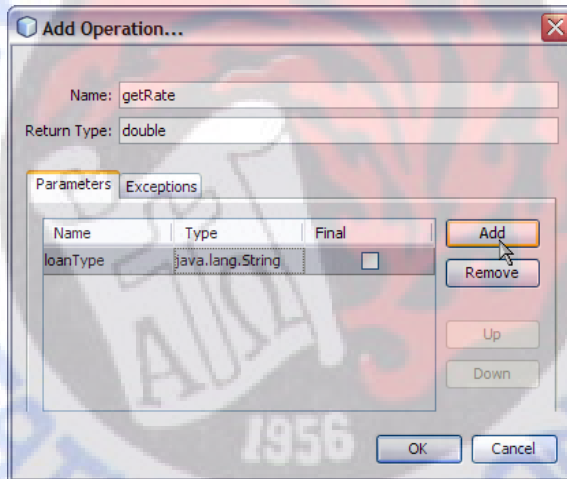 Add Operation...
Name: getRate
Return Type: double
Parameters Exceptions
Name Type Final
loanType java.lang.String
Add
Remove
Up
Down
1956
OK Cancel